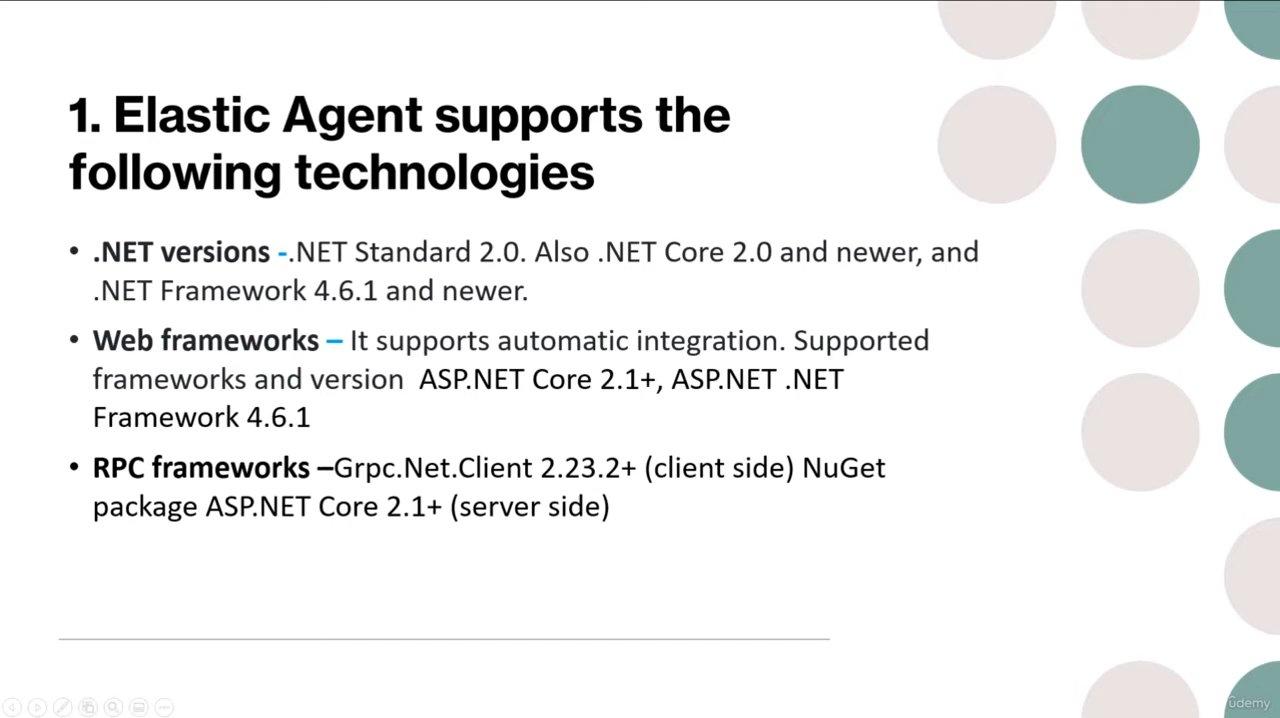 1. Elastic Agent supports the
following technologies
• .NET versions -.NET Standard 2.0. Also .NET Core 2.0 and newer, and
.NET Framework 4.6.1 and newer.
• Web frameworks – It supports automatic integration. Supported
frameworks and version  ASP.NET Core 2.1+, ASP.NET .NET
Framework 4.6.1
• RPC frameworks –Grpc.Net.Client 2.23.2+ (client side) NuGet
package ASP.NET Core 2.1+ (server side)
ûdemy